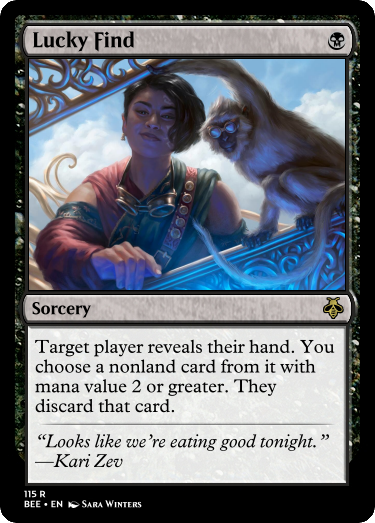 Lucky Find
Sorcery
Target player reveals their hand. You
choose a nonland card from it with
mana value 2 or greater. They
discard that card.
“Looks like we’re eating good tonight.”
—Kari Zev
115 R
BEE • EN Sara Winters